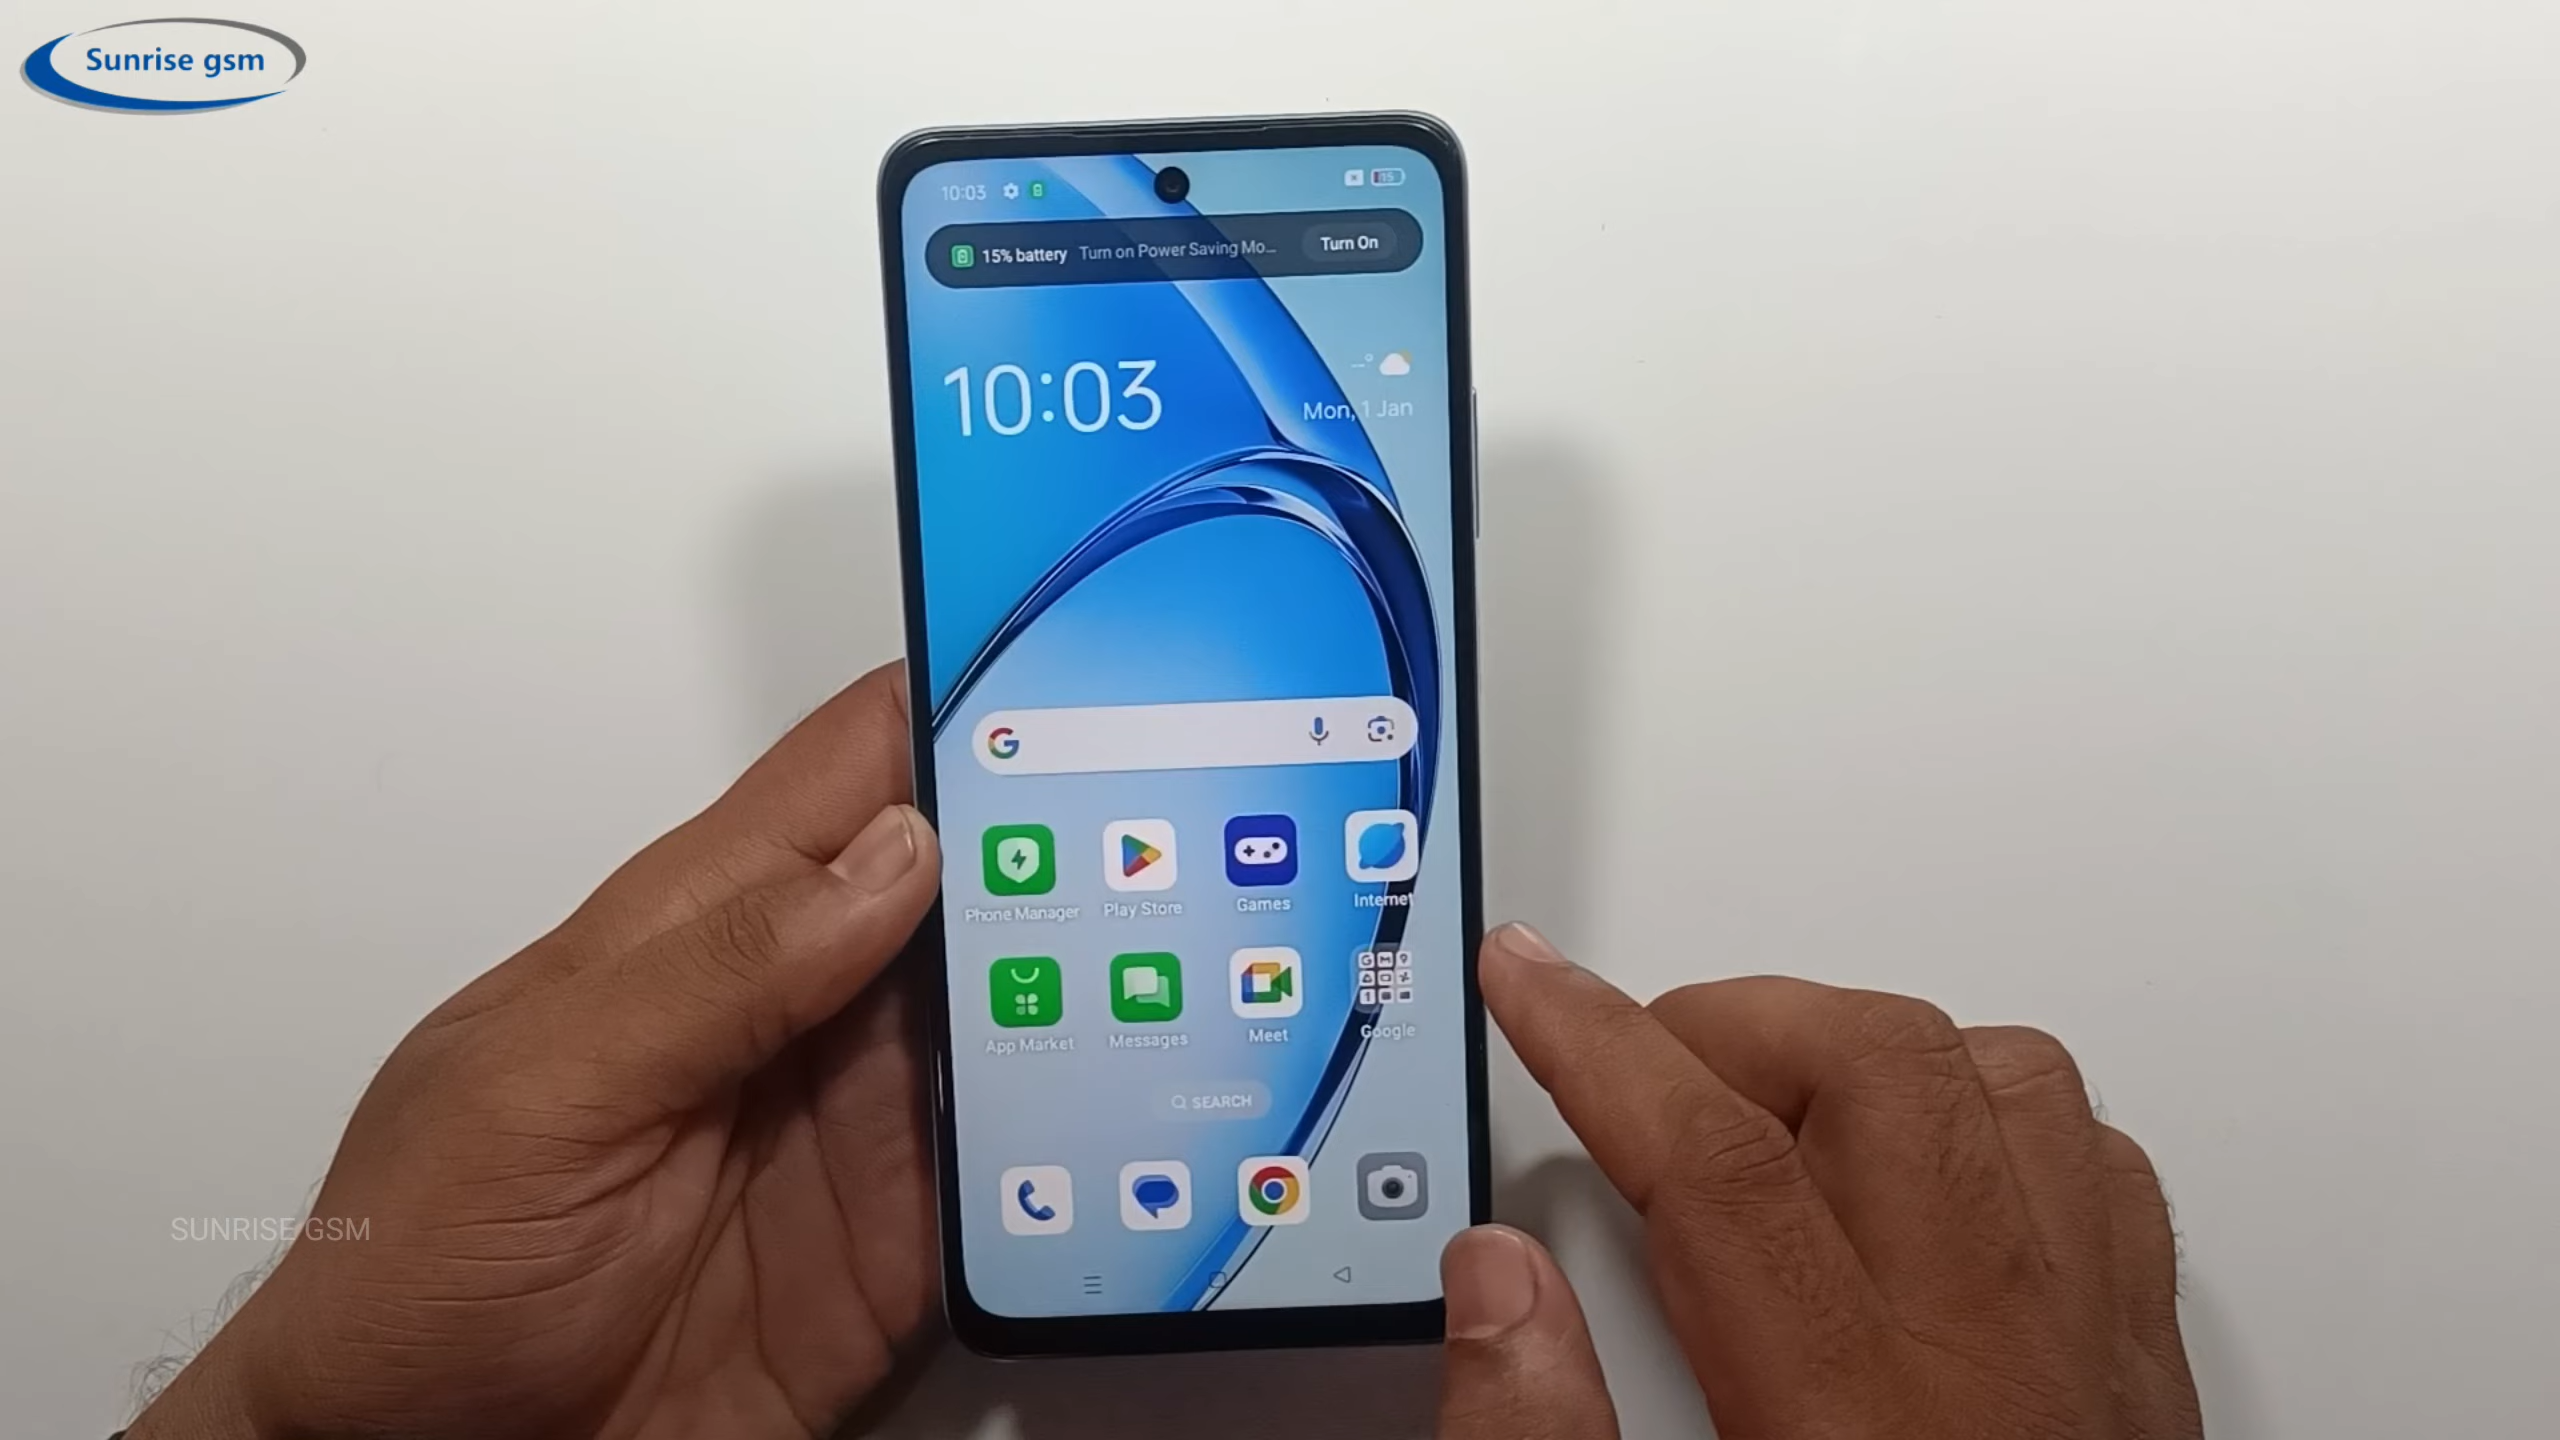 Sunrise gsm
10:03
15
15% battery Turn on Power Saving Mo... Turn On
10:03
--°
Mon, 1 Jan
Phone Manager Play Store Games Internet
App Market Messages Meet Google
SEARCH
SUNRISE GSM